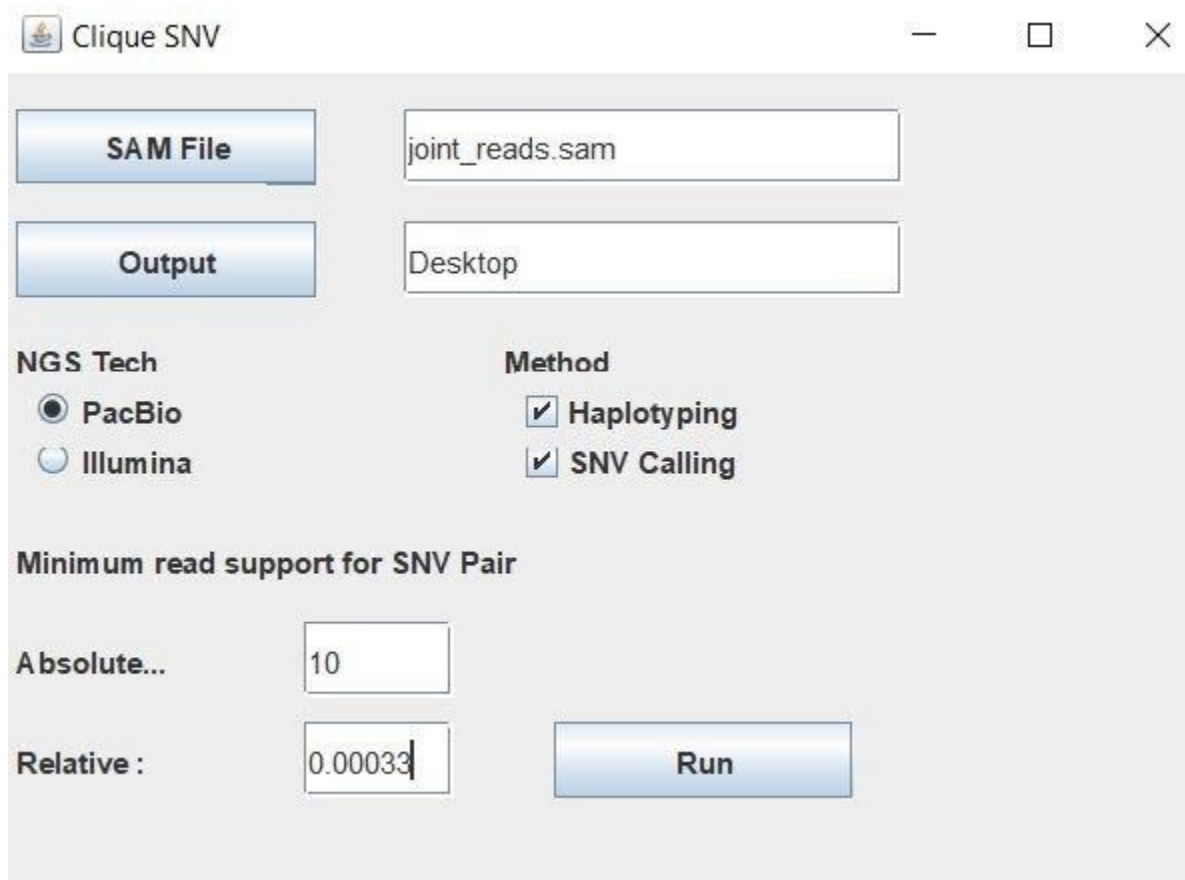 Clique SNV
SAM File joint_reads.sam
Output Desktop
NGS Tech Method
PacBio Haplotyping
Illumina SNV Calling
Minimum read support for SNV Pair
Absolute... 10
Relative : 0.00033
Run